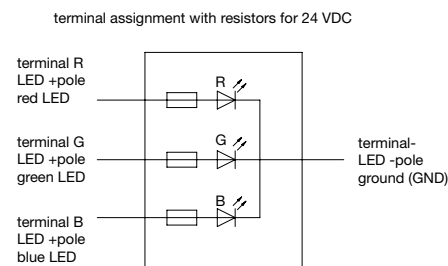 terminal assignment with resistors for 24 VDC
terminal R
LED +pole
red LED
R
terminal G
LED +pole
green LED
G
terminal-
LED -pole
ground (GND)
B
terminal B
LED +pole
blue LED